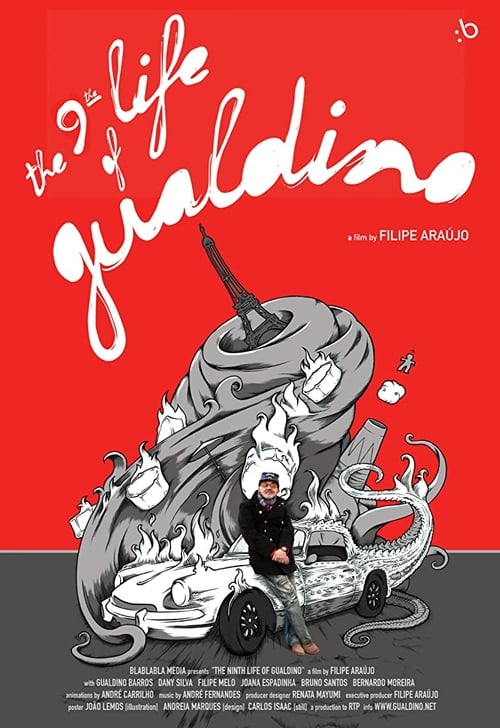 :b
the 9the life
of
gualdino
a film by FILIPE ARAÚJO
BLABLABLA MEDIA presents "THE NINTH LIFE OF GUALDINO" a film by FILIPE ARAÚJO
with GUALDINO BARROS DANY SILVA FILIPE MELO JOANA ESPADINHA BRUNO SANTOS BERNARDO MOREIRA
animations by ANDRÉ CARRILHO music by ANDRÉ FERNANDES producer designer RENATA MAYUMI executive producer FILIPE ARAÚJO
poster JOÃO LEMOS [illustration] ANDREIA MARQUES [design] CARLOS ISAAC [still] a production to RTP info WWW.GUALDINO.NET